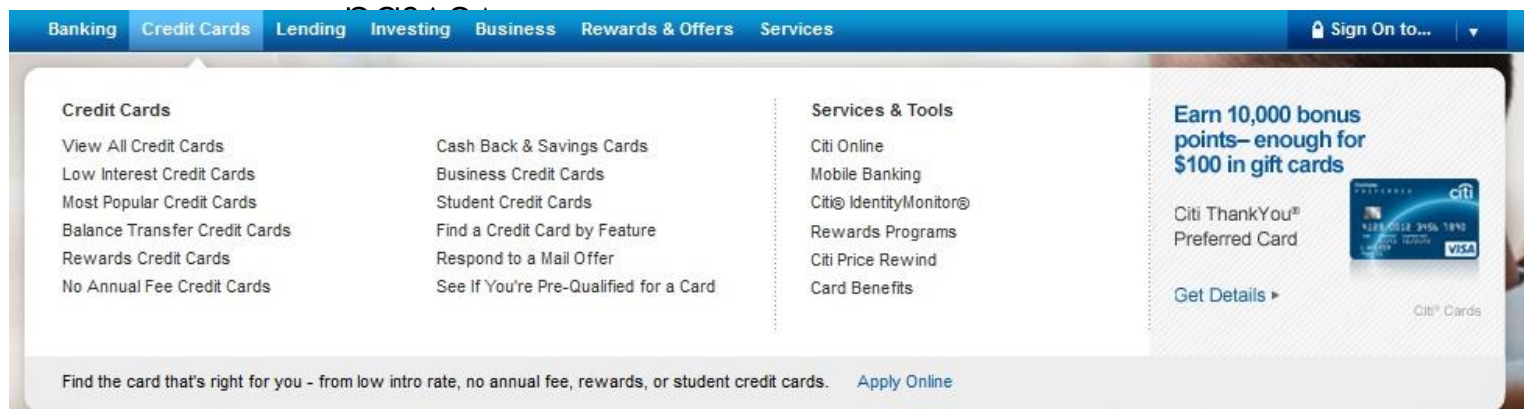 Banking Credit Cards Lending Investing Business Rewards & Offers Services Sign On to...
Credit Cards
View All Credit Cards
Low Interest Credit Cards
Most Popular Credit Cards
Balance Transfer Credit Cards
Rewards Credit Cards
No Annual Fee Credit Cards
Cash Back & Savings Cards
Business Credit Cards
Student Credit Cards
Find a Credit Card by Feature
Respond to a Mail Offer
See If You're Pre-Qualified for a Card
Services & Tools
Citi Online
Mobile Banking
Citi® IdentityMonitor®
Rewards Programs
Citi Price Rewind
Card Benefits
Earn 10,000 bonus
points– enough for
$100 in gift cards
Citi ThankYou®
Preferred Card
citi
4128 0012 3456 7890
VISA
Get Details
Citi® Cards
Find the card that's right for you - from low intro rate, no annual fee, rewards, or student credit cards. Apply Online